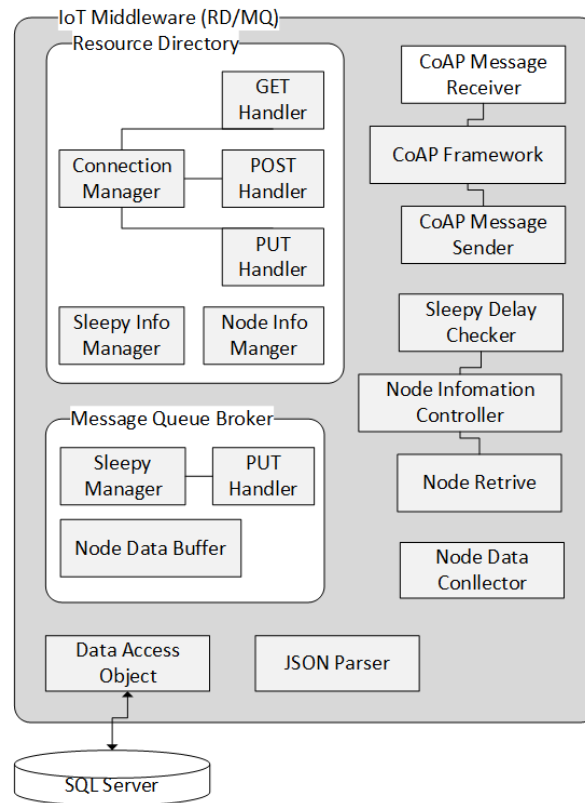 IoT Middleware (RD/MQ)
Resource Directory
GET
Handler
Connection
Manager
POST
Handler
PUT
Handler
Sleepy Info
Manager
Node Info
Manger
Message Queue Broker
Sleepy
Manager
PUT
Handler
Node Data Buffer
CoAP Message
Receiver
CoAP Framework
CoAP Message
Sender
Sleepy Delay
Checker
Node Infomation
Controller
Node Retrive
Node Data
Conllector
Data Access
Object
JSON Parser
SQL Server